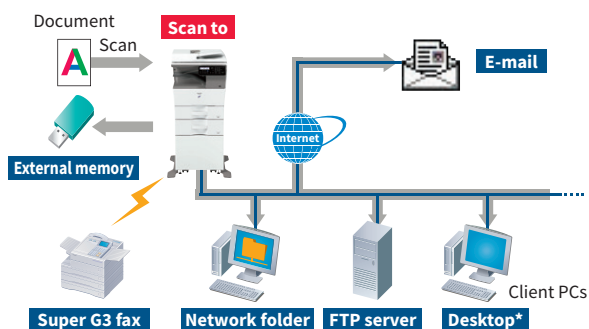 Document
Scan to
Scan
A
E-mail
Internet
External memory
Client PCs
Super G3 fax
Network folder
FTP server
Desktop*